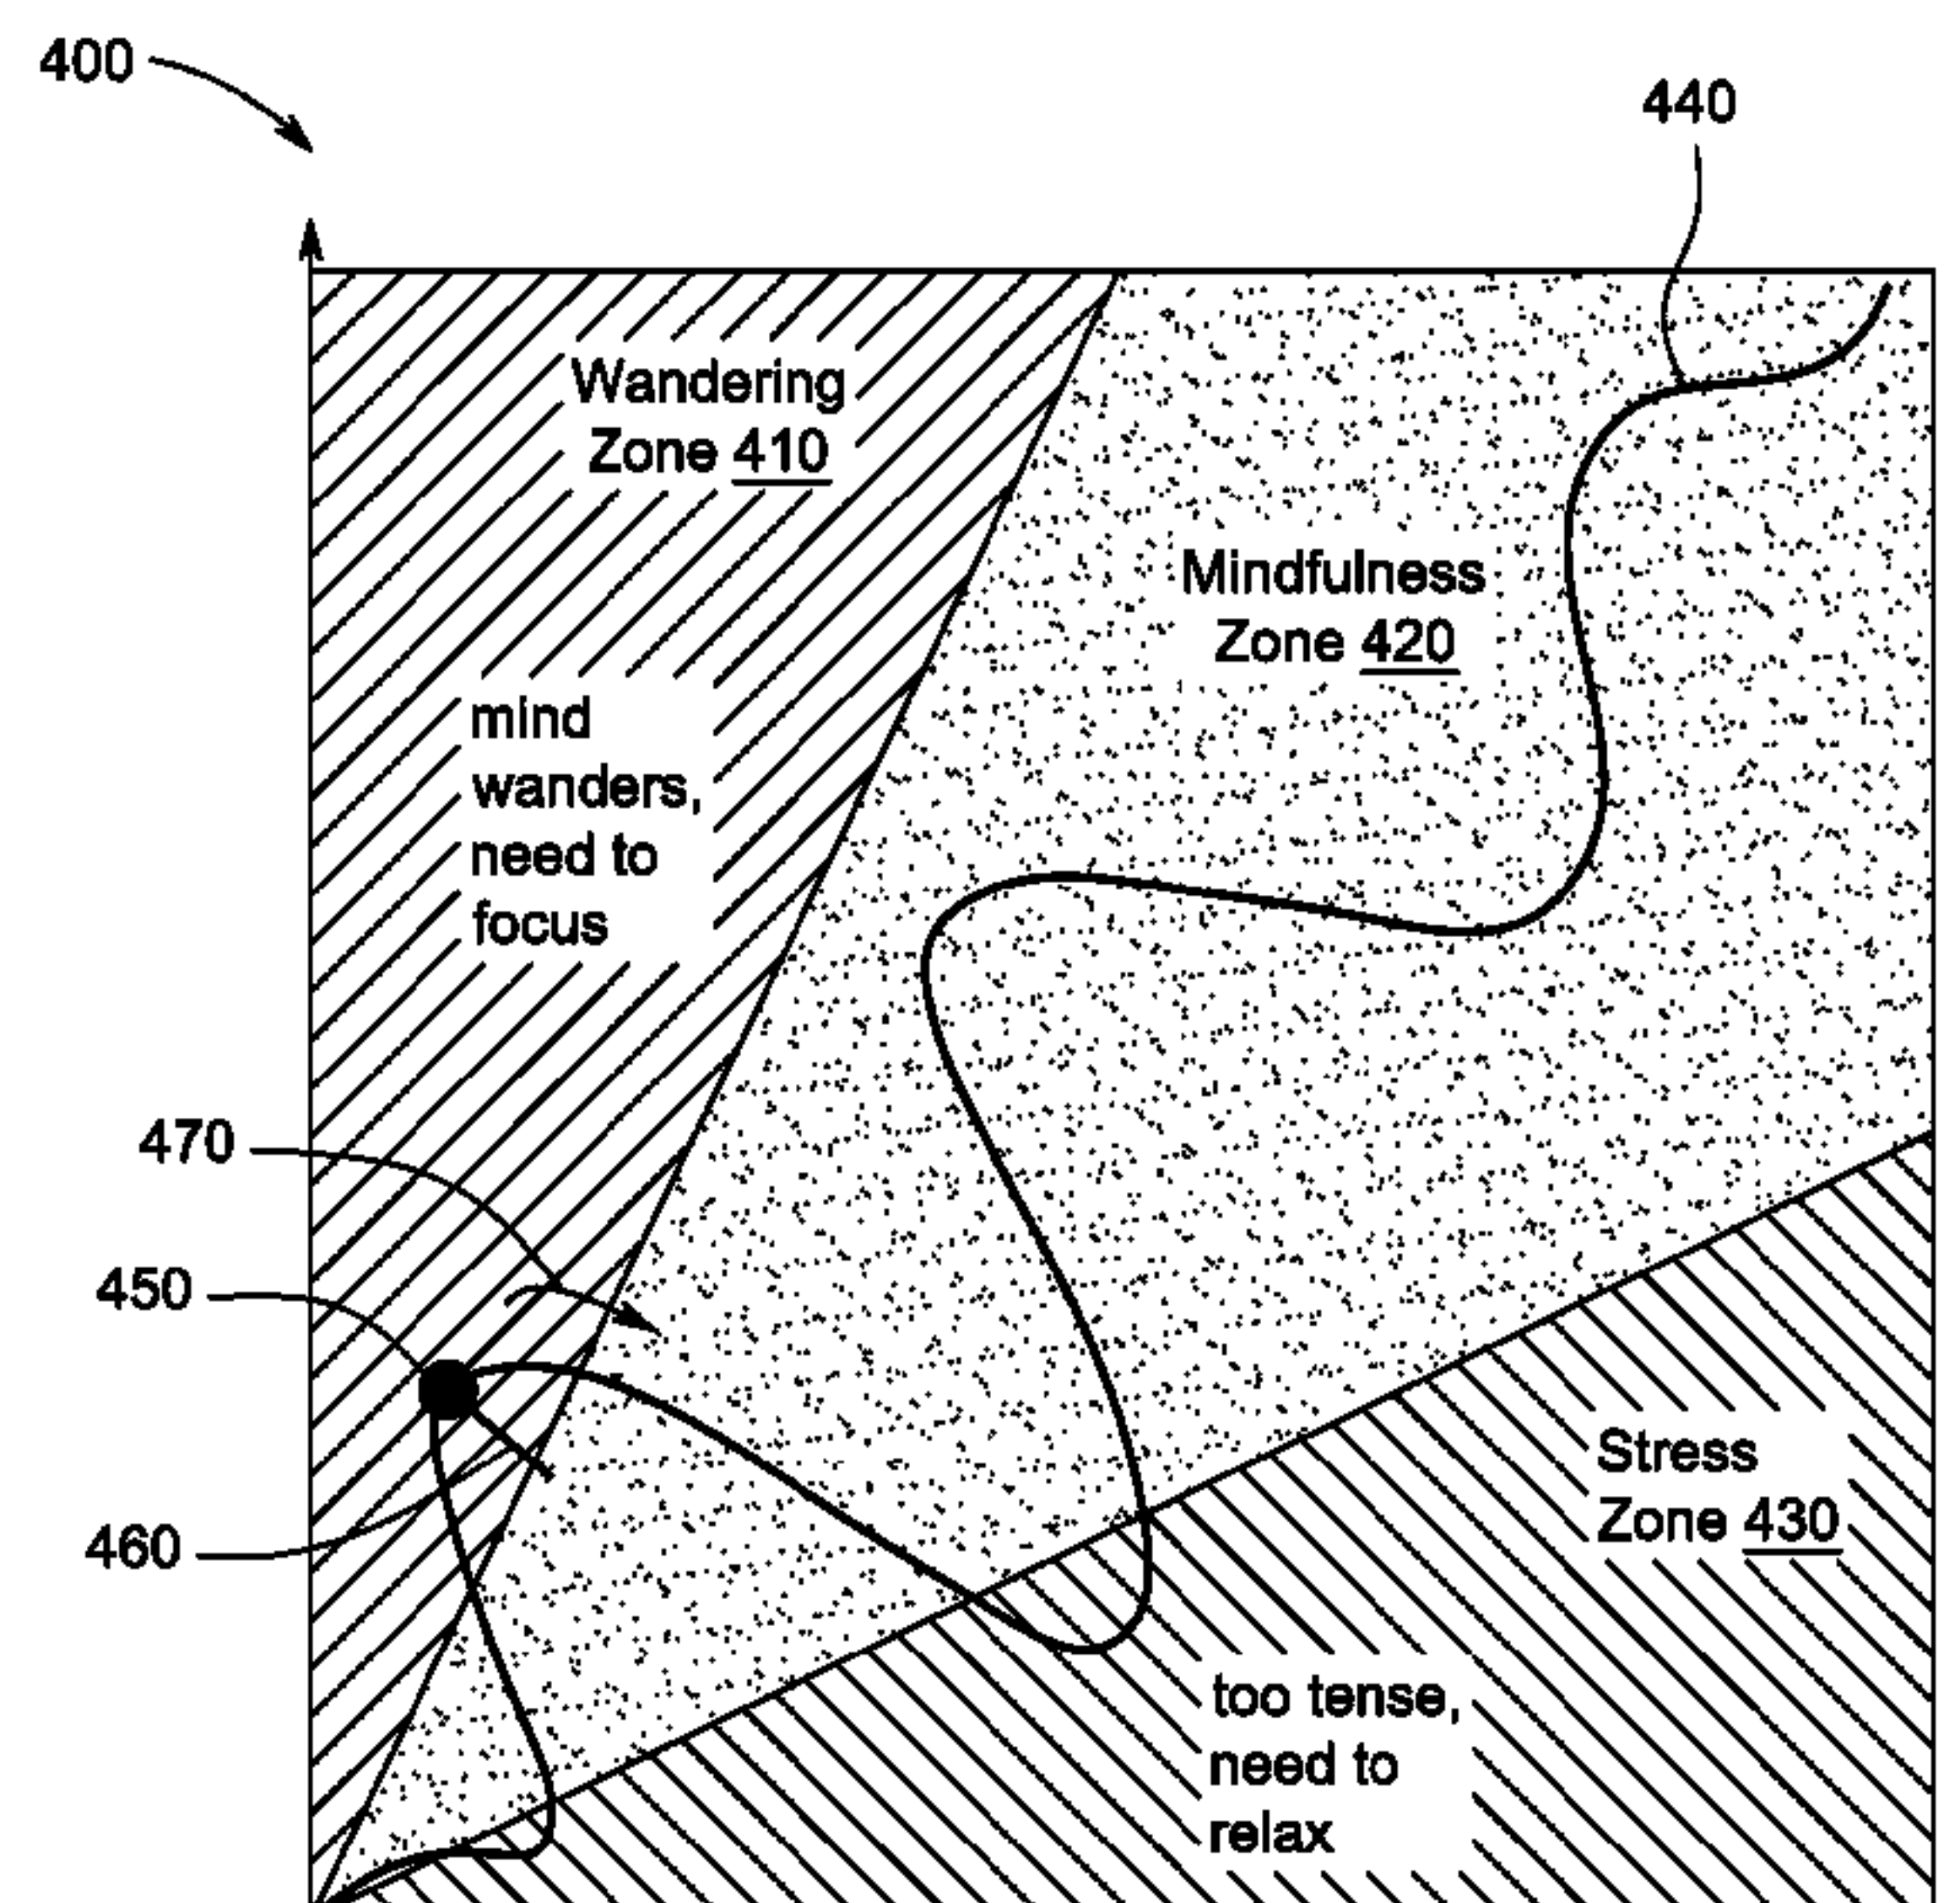 400
440
Wandering
Zone 410
Mindfulness
Zone 420
mind
wanders,
need to
focus
470
450
Stress
Zone 430
460
too tense,
need to
relax